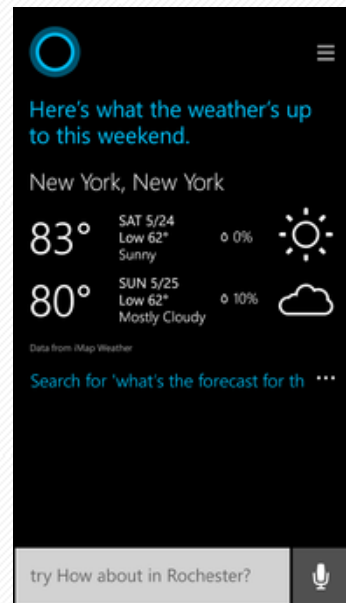 Here's what the weather's up
to this weekend.
New York, New York
83°
SAT 5/24
Low 62°
Sunny
0%
80°
SUN 5/25
Low 62°
Mostly Cloudy
10%
Data from iMap Weather
Search for 'what's the forecast for th ...
try How about in Rochester?